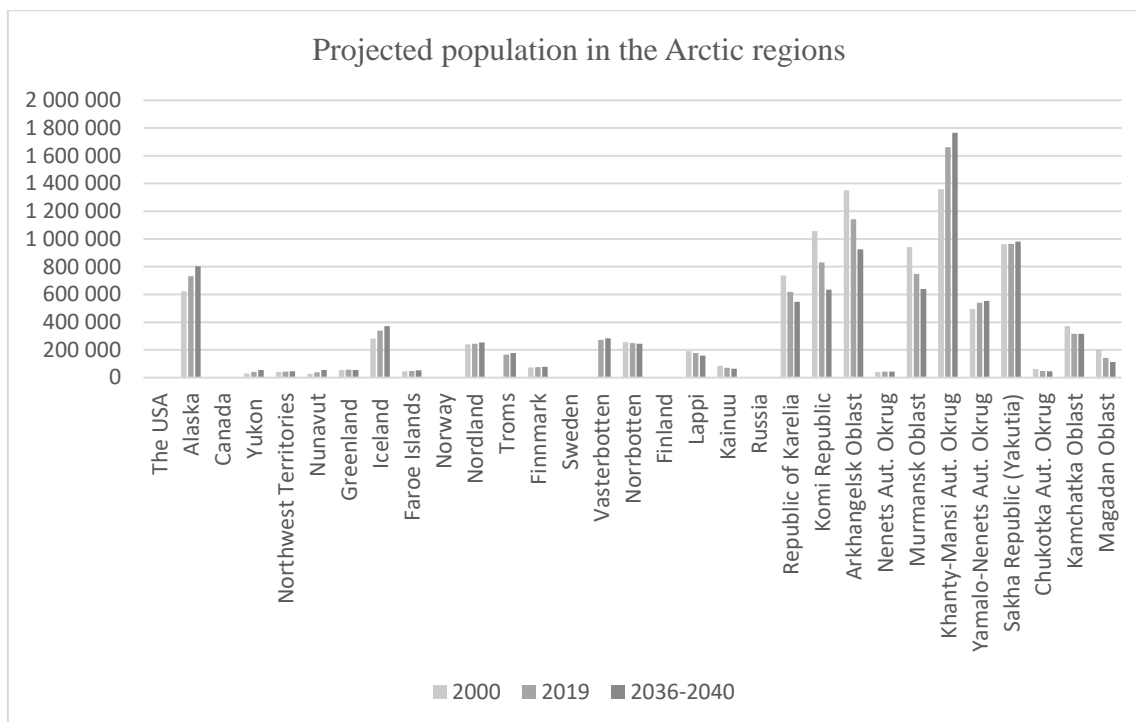 Projected population in the Arctic regions
2 000 000
1 800 000
1 600 000
1 400 000
1 200 000
1 000 000
800 000
600 000
400 000
200 000
0
The USA
Alaska
Canada
Yukon
Northwest Territories
Nunavut
Greenland
Iceland
Faroe Islands
Norway
Nordland
Troms
Finnmark
Sweden
Vasterbotten
Norrbotten
Finland
Lappi
Kainuu
Russia
Republic of Karelia
Komi Republic
Arkhangelsk Oblast
Nenets Aut. Okrug
Murmansk Oblast
Khanty-Mansi Aut. Okrug
Yamalo-Nenets Aut. Okrug
Sakha Republic (Yakutia)
Chukotka Aut. Okrug
Kamchatka Oblast
Magadan Oblast
2000 2019 2036-2040